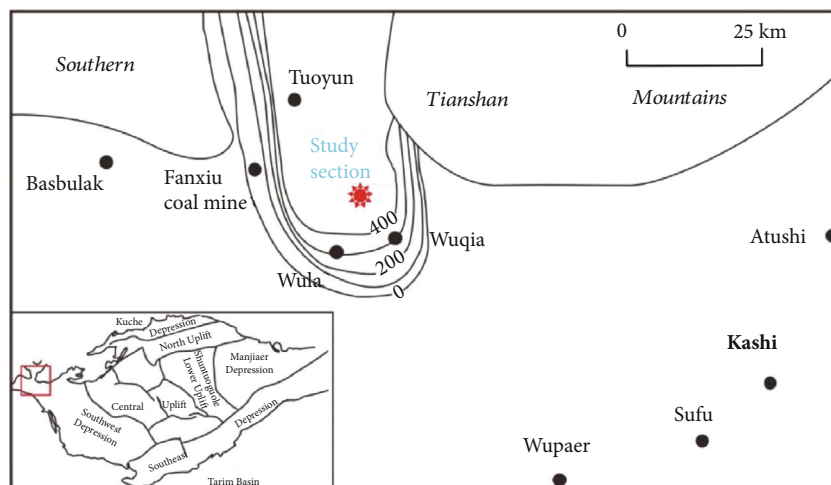 0 25 km
Southern
Tuoyun
Tianshan
Mountains
Study
section
Basbulak
Fanxiu
coal mine
400
Wuqia
200
Wula
0
Atushi
Kashi
Sufu
Wupaer
Kuche
Depression
North Uplift
Shuntuoguole
Lower Uplift
Manjiaer
Depression
Central
Uplift
Southwest
Depression
Depression
Southeast
Tarim Basin